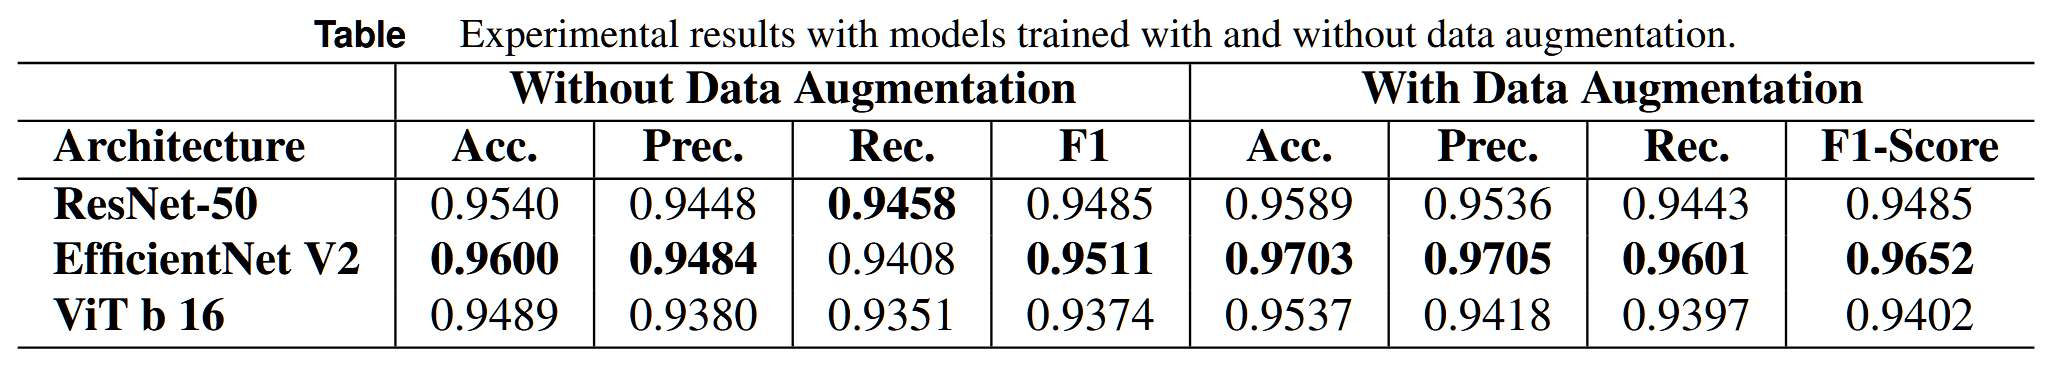 Table Experimental results with models trained with and without data augmentation.
Without Data Augmentation With Data Augmentation
Architecture Acc. Prec. Rec. F1 Acc. Prec. Rec. F1-Score
ResNet-50 0.9540 0.9448 0.9458 0.9485 0.9589 0.9536 0.9443 0.9485
EfficientNet V2 0.9600 0.9484 0.9408 0.9511 0.9703 0.9705 0.9601 0.9652
ViT b 16 0.9489 0.9380 0.9351 0.9374 0.9537 0.9418 0.9397 0.9402